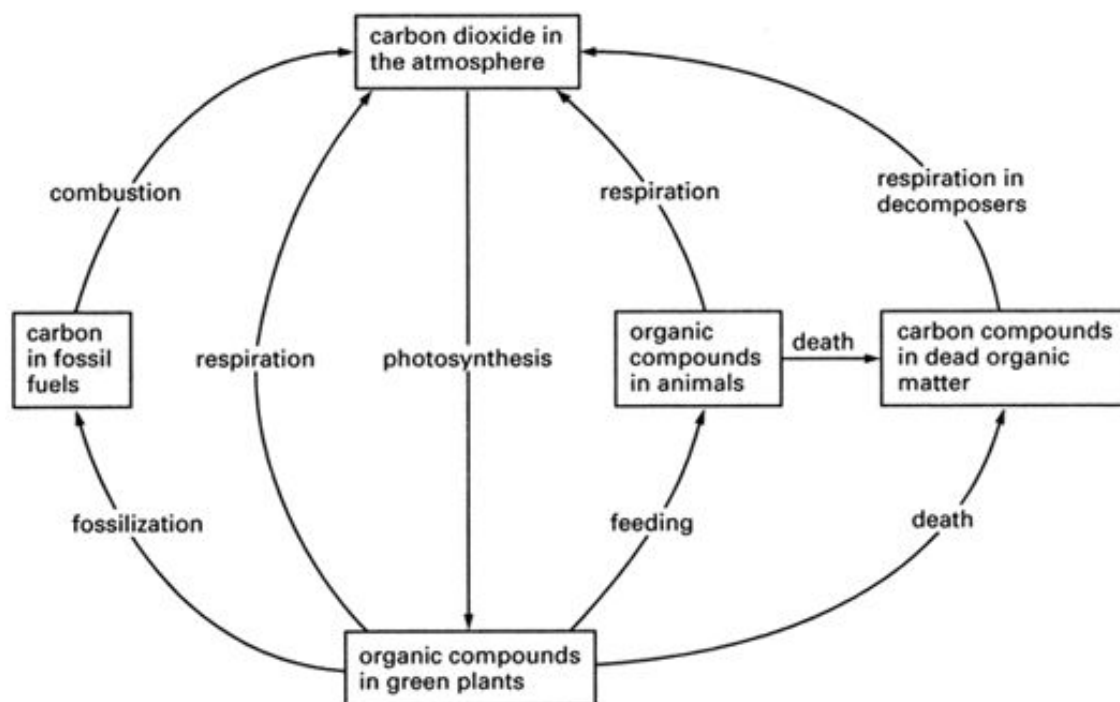 carbon dioxide in
the atmosphere
combustion
respiration
respiration in
decomposers
carbon
in fossil
fuels
respiration
photosynthesis
organic
compounds
in animals
death
carbon compounds
in dead organic
matter
fossilization
feeding
death
organic compounds
in green plants